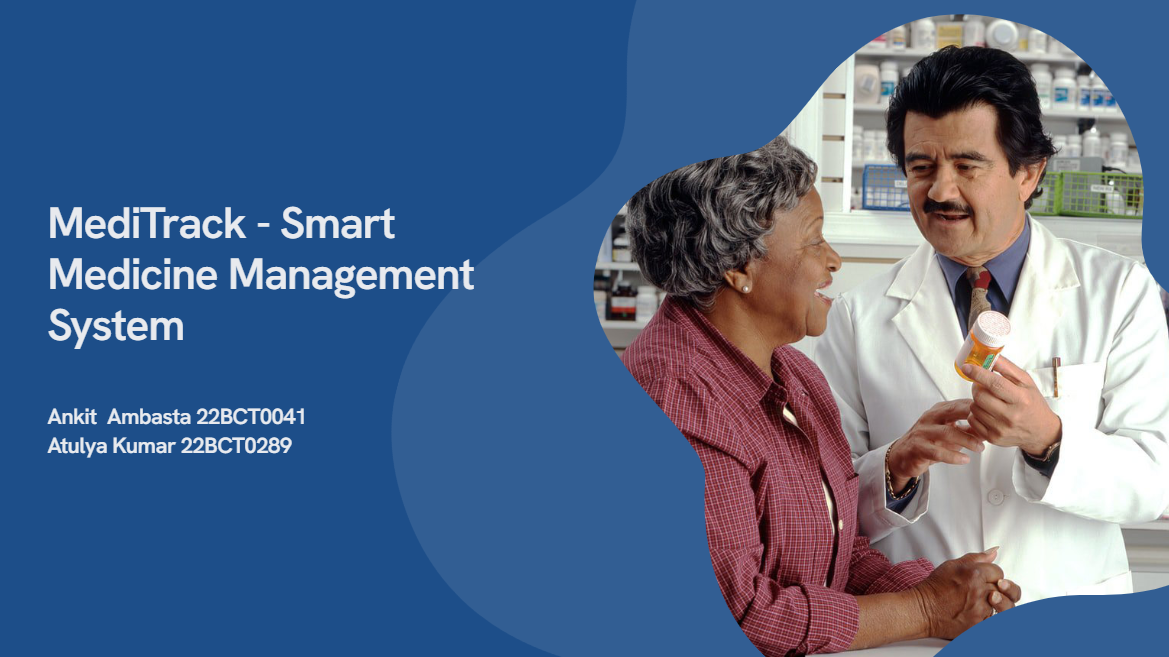 MediTrack - Smart
Medicine Management
System
Ankit  Ambasta 22BCT0041
Atulya Kumar 22BCT0289